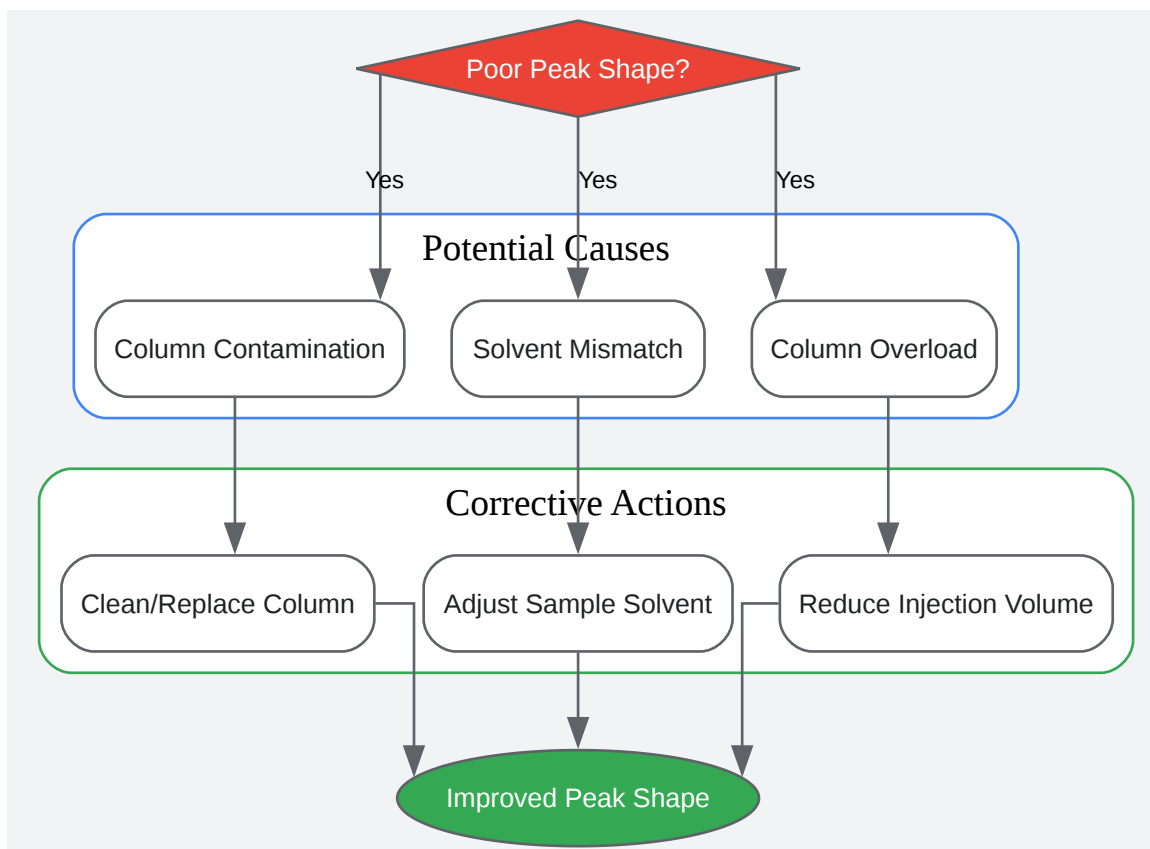 Poor Peak Shape?
Yes
Yes
Yes
Potential Causes
Column Contamination
Solvent Mismatch
Column Overload
Corrective Actions
Clean/Replace Column
Adjust Sample Solvent
Reduce Injection Volume
Improved Peak Shape